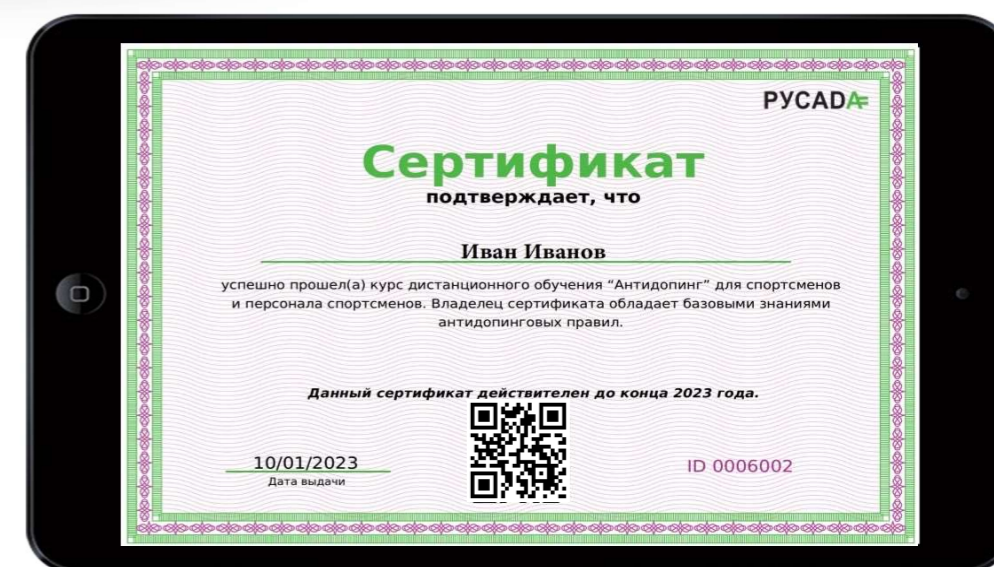 РУСАДА
Сертификат
подтверждает, что
Иван Иванов
успешно прошел(а) курс дистанционного обучения “Антидопинг” для спортсменов
и персонала спортсменов. Владелец сертификата обладает базовыми знаниями
антидопинговых правил.
Данный сертификат действителен до конца 2023 года.
10/01/2023
Дата выдачи
ID 0006002